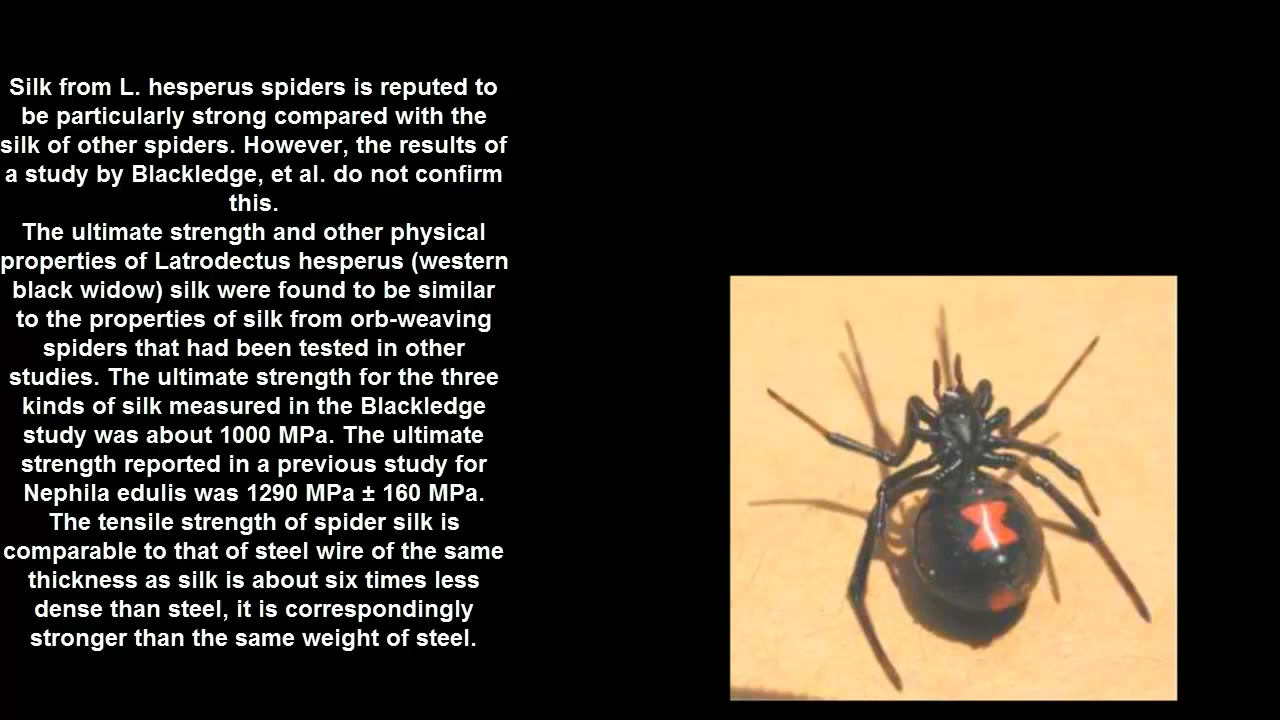 Silk from L. hesperus spiders is reputed to
be particularly strong compared with the
silk of other spiders. However, the results of
a study by Blackledge, et al. do not confirm
this.
The ultimate strength and other physical
properties of Latrodectus hesperus (western
black widow) silk were found to be similar
to the properties of silk from orb-weaving
spiders that had been tested in other
studies. The ultimate strength for the three
kinds of silk measured in the Blackledge
study was about 1000 MPa. The ultimate
strength reported in a previous study for
Nephila edulis was 1290 MPa ± 160 MPa.
The tensile strength of spider silk is
comparable to that of steel wire of the same
thickness as silk is about six times less
dense than steel, it is correspondingly
stronger than the same weight of steel.